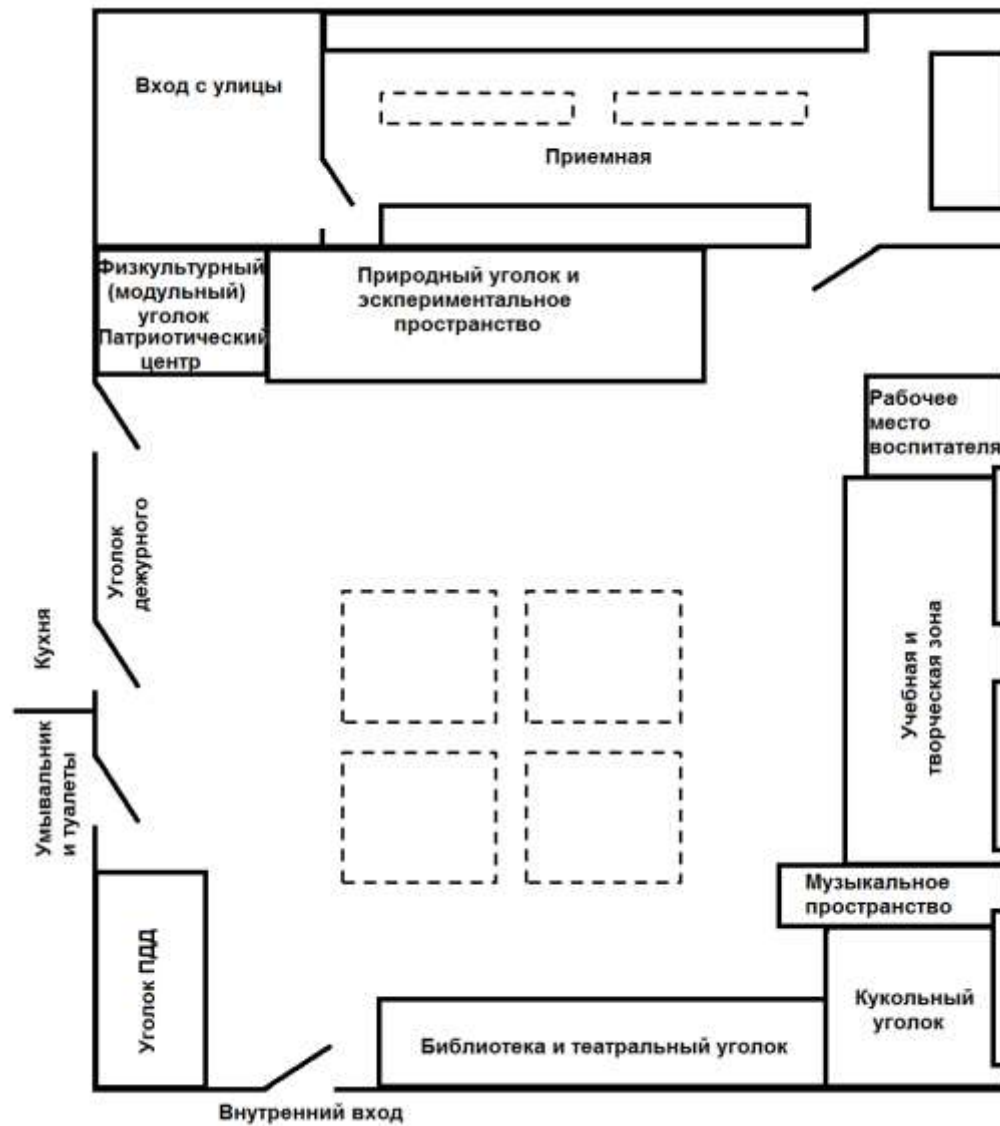 Вход с улицы
Приемная
Физкультурный
(модульный)
уголок
Патриотический
центр
Природный уголок и
эскпериментальное
пространство
Рабочее
место
воспитателя
Уголок
дежурного
Кухня
Умывальник
и туалеты
Учебная и
творческая зона
Музыкальное
пространство
Уголок ПДД
Библиотека и театральный уголок
Кукольный
уголок
Внутренний вход